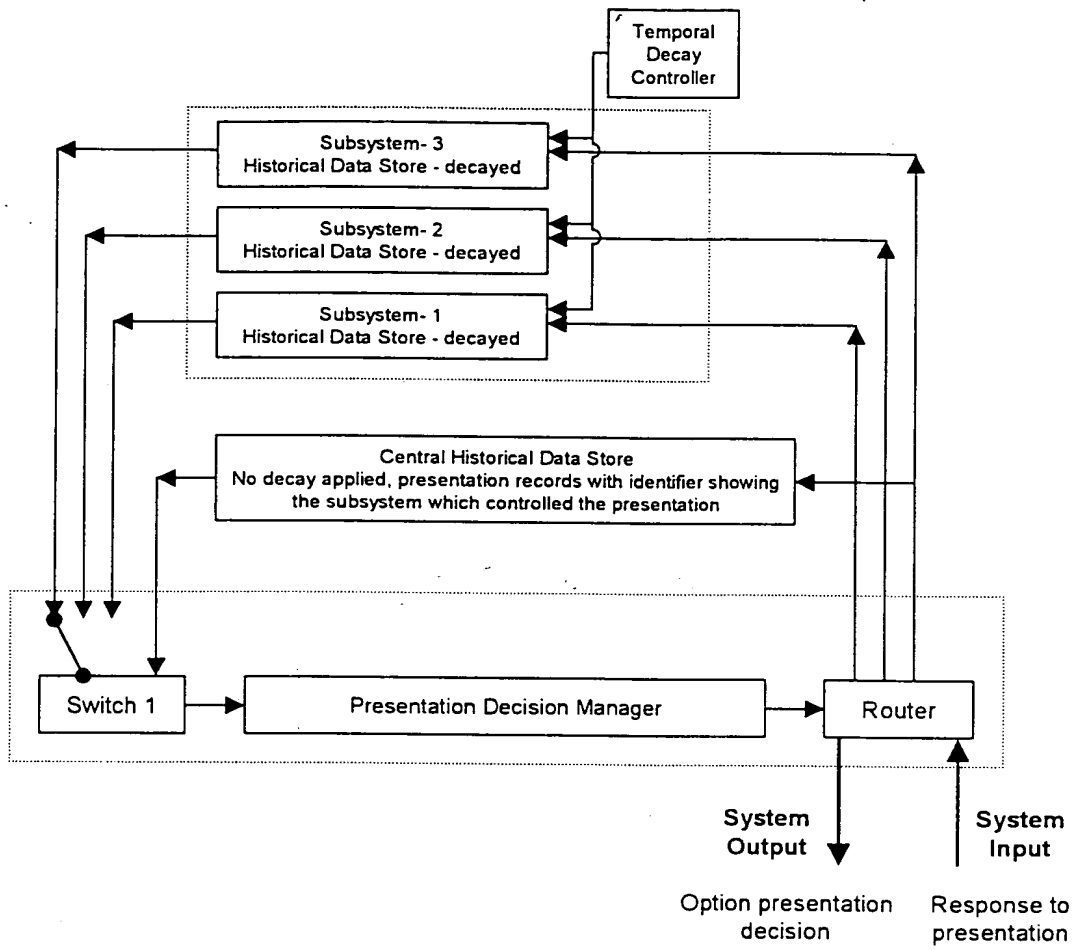 Temporal
Decay
Controller
Subsystem- 3
Historical Data Store - decayed
Subsystem- 2
Historical Data Store - decayed
Subsystem- 1
Historical Data Store - decayed
Central Historical Data Store
No decay applied, presentation records with identifier showing
the subsystem which controlled the presentation
Switch 1
Presentation Decision Manager
Router
System
Output
System
Input
Option presentation
decision
Response to
presentation